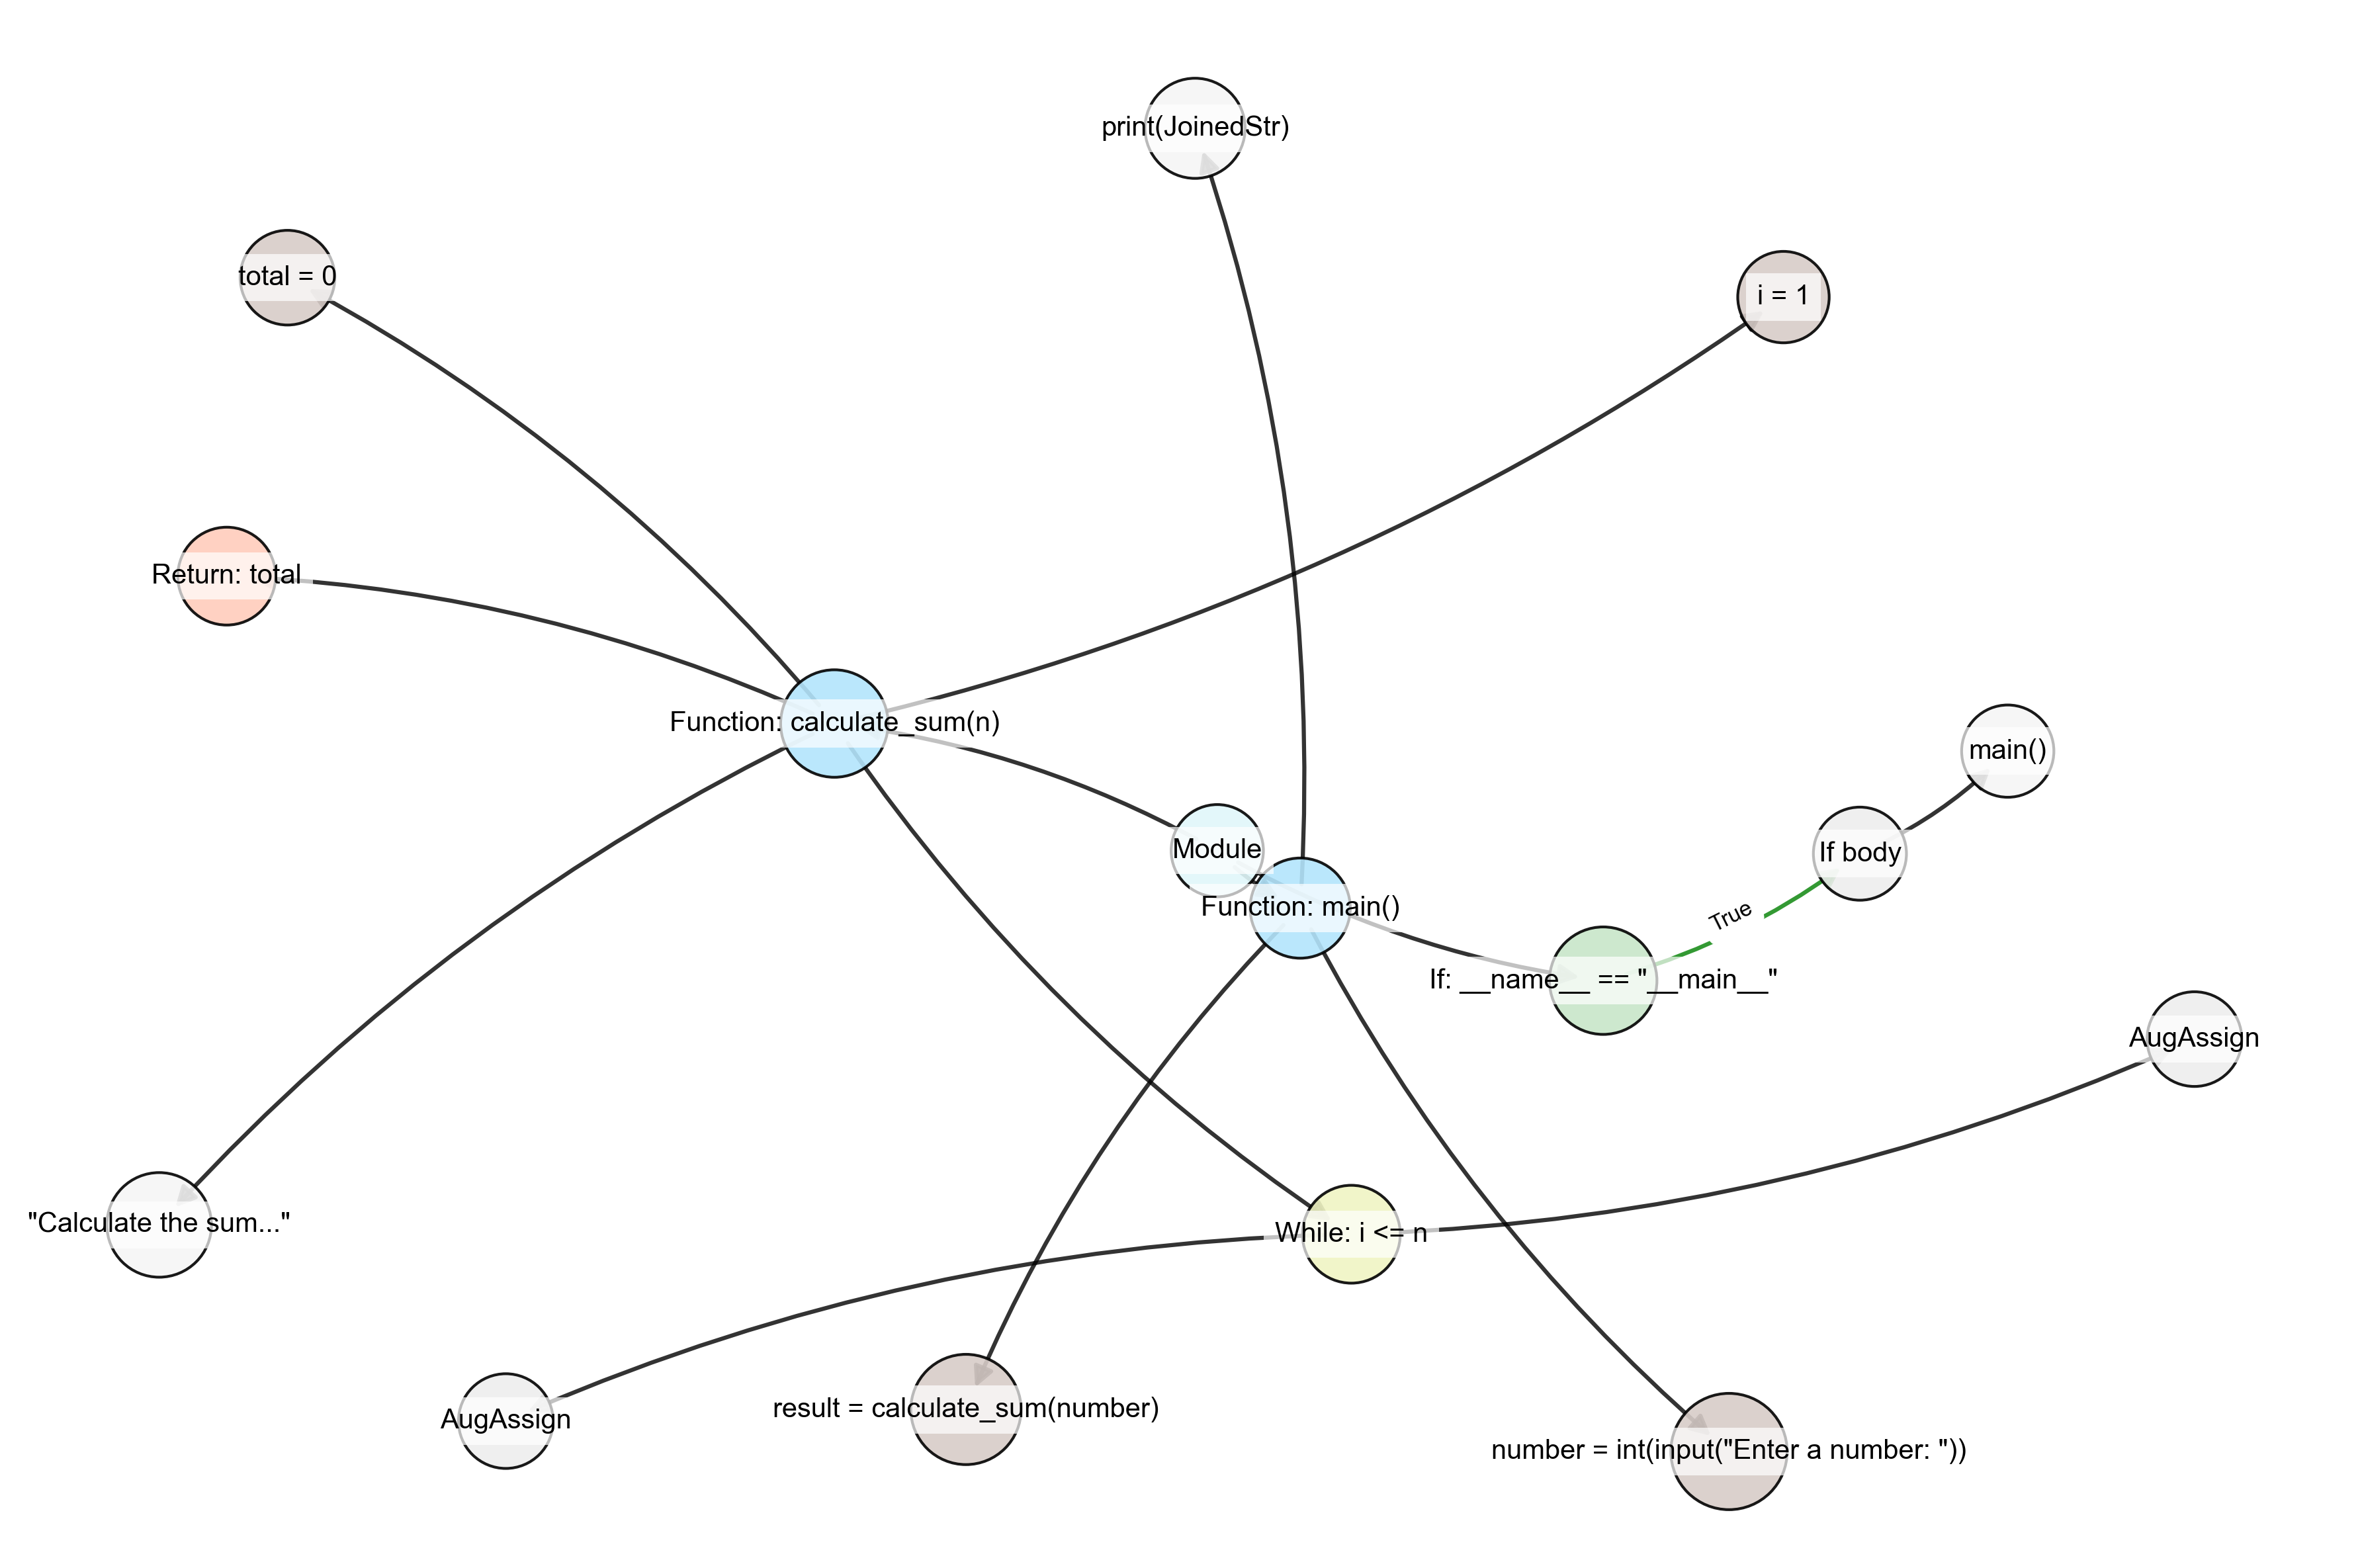 print(JoinedStr)
total = 0
i = 1
Return: total
Function: calculate_sum(n)
main()
Module
If body
Function: main()
True
If: __name__ == "__main__"
AugAssign
"Calculate the sum..."
While: i <= n
result = calculate_sum(number)
AugAssign
number = int(input("Enter a number: "))